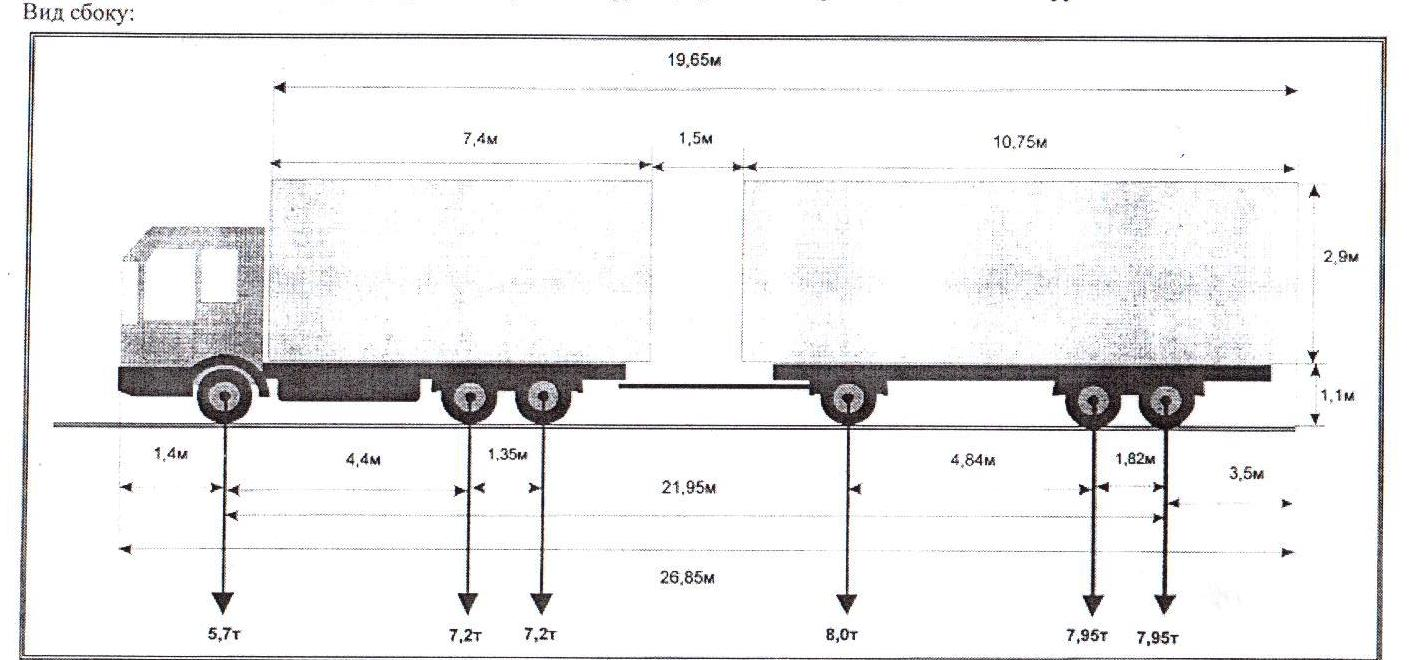 Вид сбоку:
19,65м
7,4м 1,5м 10,75м
2,9м
1,1м
1,4м 4,4м 1,35м 4,84м 1,82м 3,5м
21,95м
26,85м
5,7т 7,2т 7,2т 8,0т 7,95т 7,95т